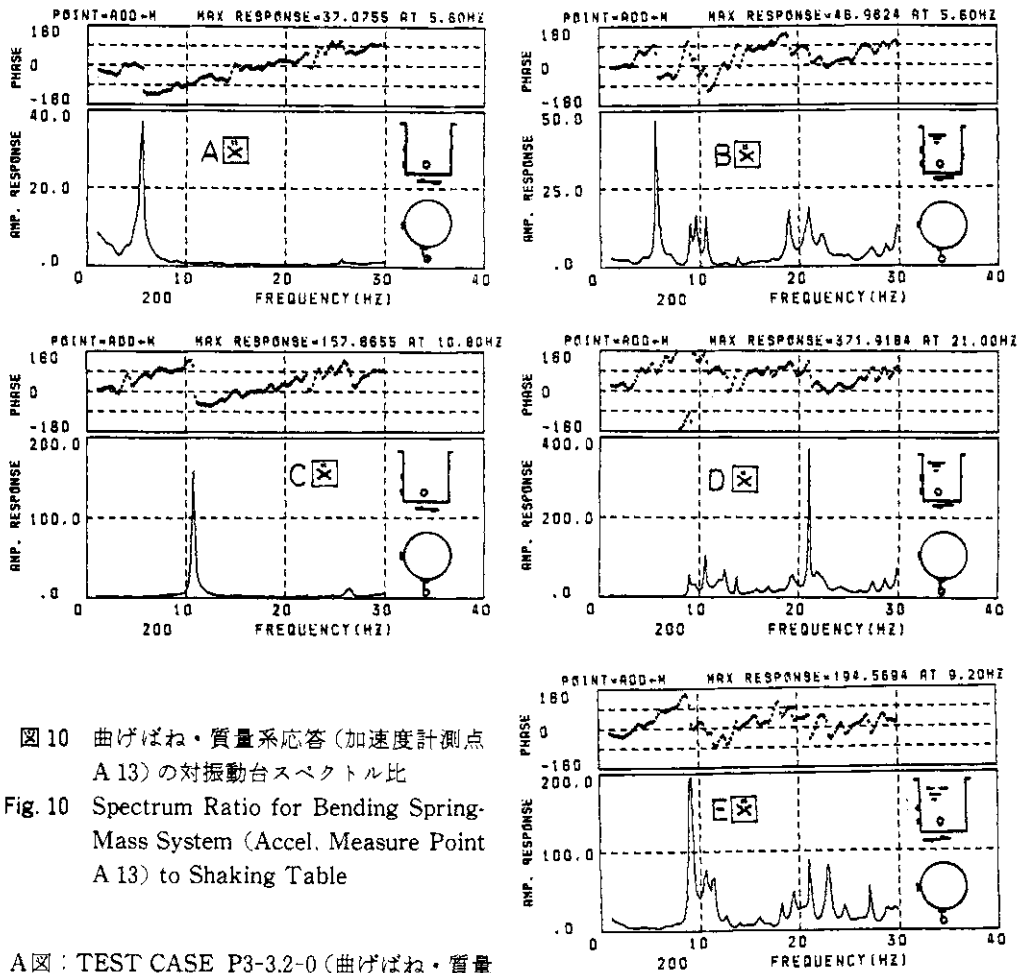 POINT=ADD-M MAX RESPONSE=37.0755 AT 5.60HZ
180
0
-180
PHASE
40.0
20.0
.0
AMP. RESPONSE
A ẍ
0 10 20 30 40
200 FREQUENCY(HZ)
POINT=ADD-M MAX RESPONSE=46.9624 AT 5.60HZ
180
0
-180
PHASE
50.0
25.0
.0
AMP. RESPONSE
B ẍ
0 10 20 30 40
200 FREQUENCY(HZ)
POINT=ADD-M MAX RESPONSE=157.8655 AT 10.80HZ
180
0
-180
PHASE
200.0
100.0
.0
AMP. RESPONSE
C ẍ
0 10 20 30 40
200 FREQUENCY(HZ)
POINT=ADD-M MAX RESPONSE=371.9184 AT 21.00HZ
180
0
-180
PHASE
400.0
200.0
.0
AMP. RESPONSE
D ẍ
0 10 20 30 40
200 FREQUENCY(HZ)
POINT=ADD-M MAX RESPONSE=194.5694 AT 9.20HZ
180
0
-180
PHASE
200.0
100.0
.0
AMP. RESPONSE
E ẍ
0 10 20 30 40
200 FREQUENCY(HZ)
図10 曲げばね・質量系応答(加速度計測点
A 13)の対振動台スペクトル比
Fig. 10 Spectrum Ratio for Bending Spring-
Mass System (Accel. Measure Point
A 13) to Shaking Table
A図:TEST CASE P3-3.2-0(曲げばね・質量